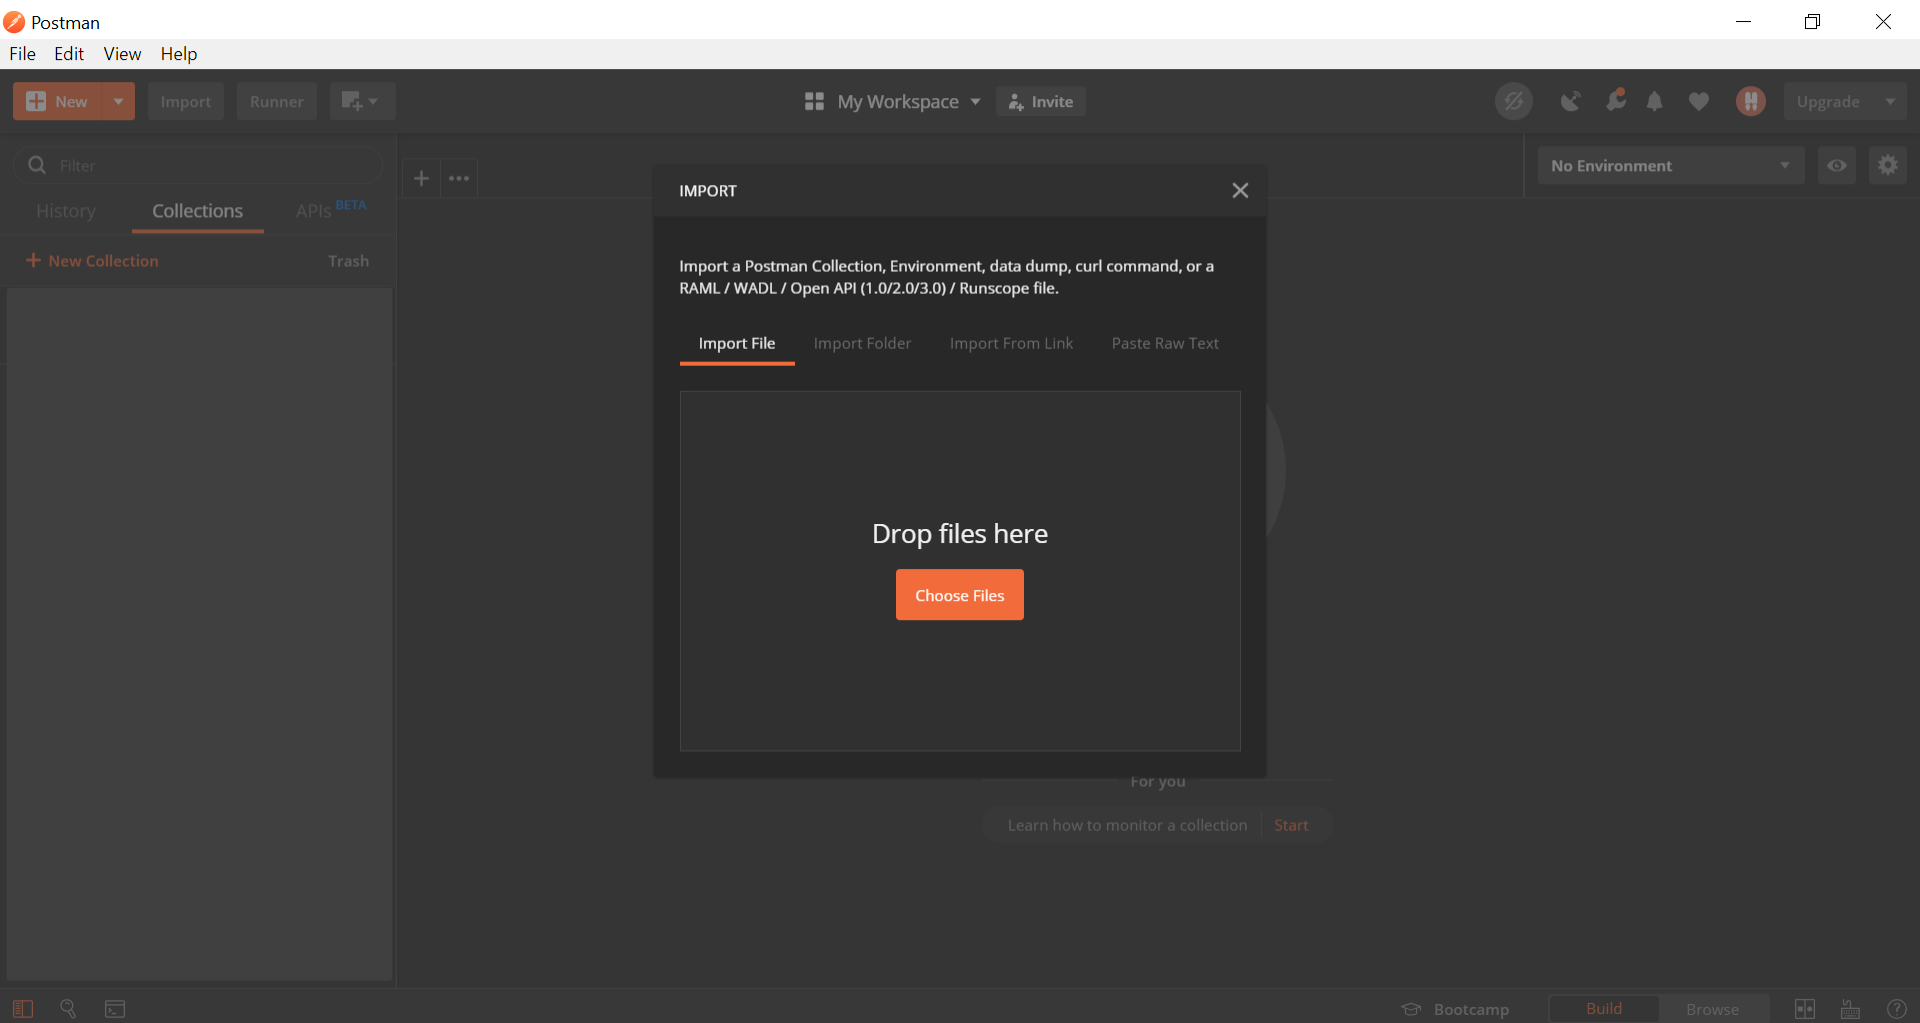 Postman
File Edit View Help
New Import Runner My Workspace Invite Upgrade
Filter
No Environment
History Collections APIs BETA
+ New Collection Trash
IMPORT
Import a Postman Collection, Environment, data dump, curl command, or a
RAML / WADL / Open API (1.0/2.0/3.0) / Runscope file.
Import File Import Folder Import From Link Paste Raw Text
Drop files here
Choose Files
For you
Learn how to monitor a collection Start
Bootcamp Build Browse